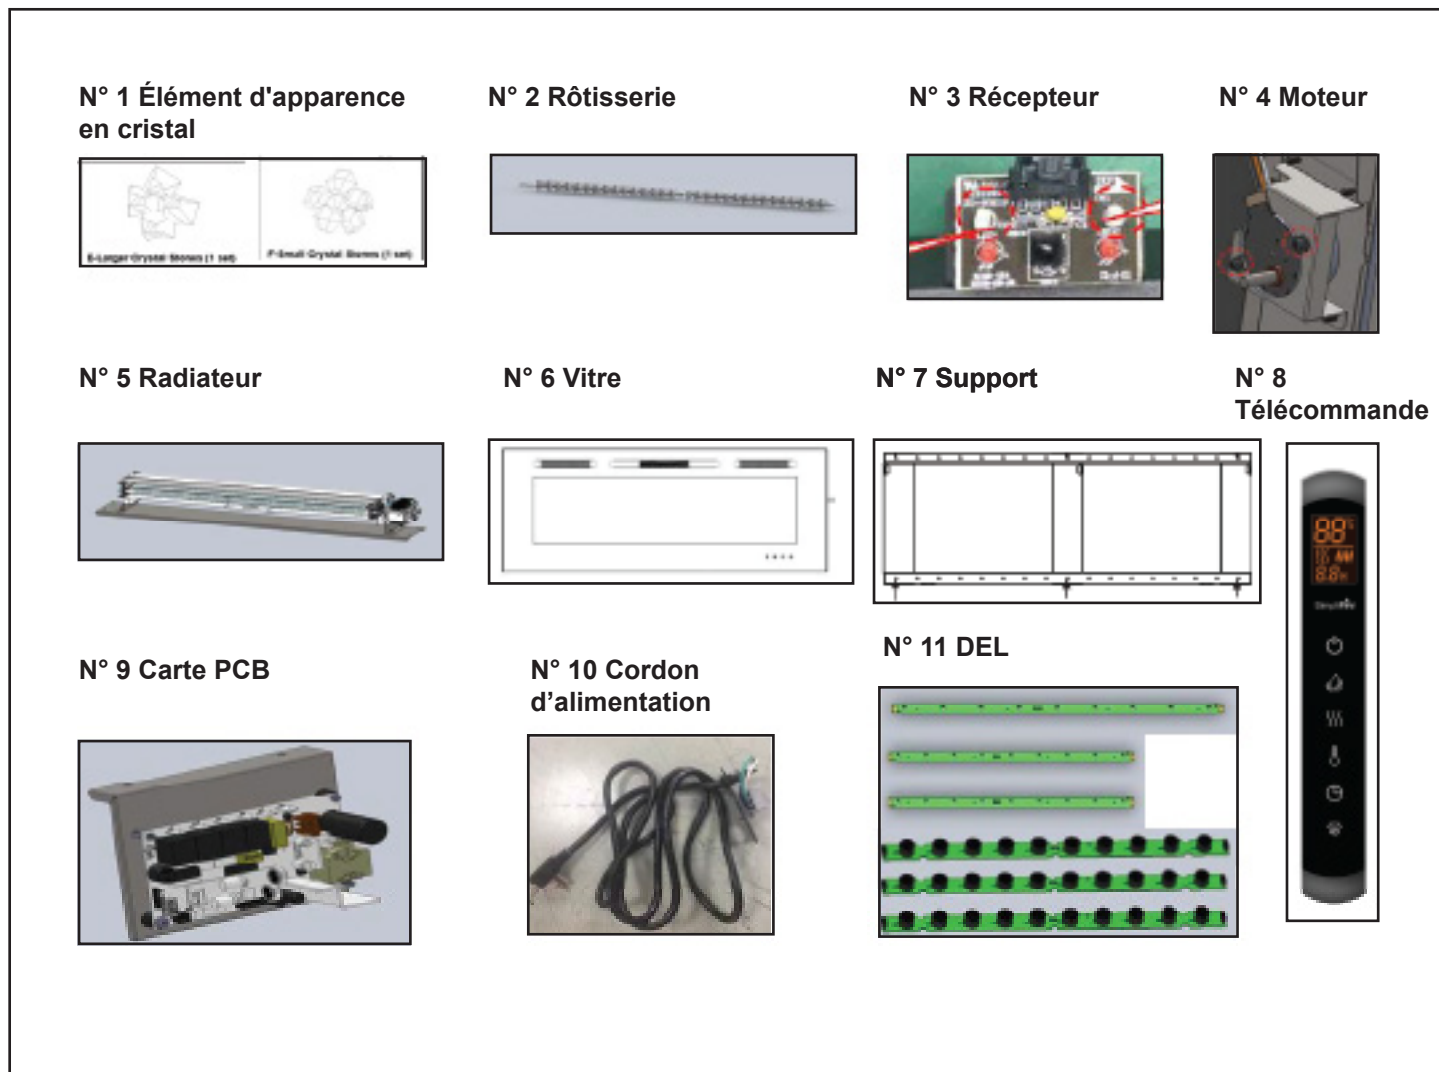 N° 1 Élément d'apparence
en cristal
N° 2 Rôtisserie
N° 3 Récepteur
N° 4 Moteur
E-Larger Crystal Stones (1 set)
F-Small Crystal Stones (1 set)
N° 5 Radiateur
N° 6 Vitre
N° 7 Support
N° 8
Télécommande
N° 9 Carte PCB
N° 10 Cordon
d’alimentation
N° 11 DEL